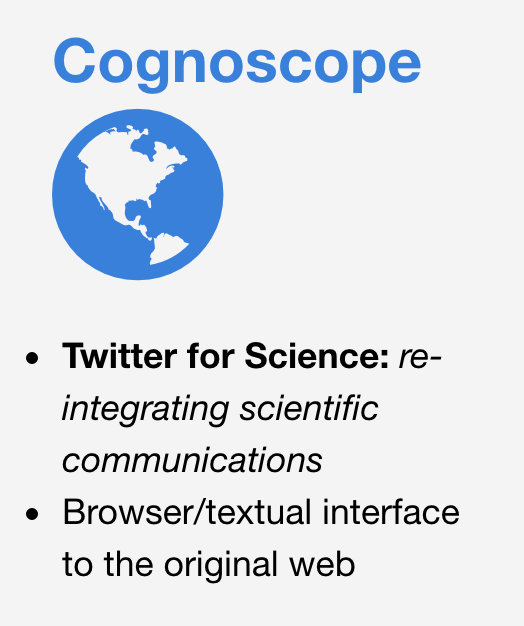 Cognoscope
• Twitter for Science: re-
integrating scientific
communications
• Browser/textual interface
to the original web